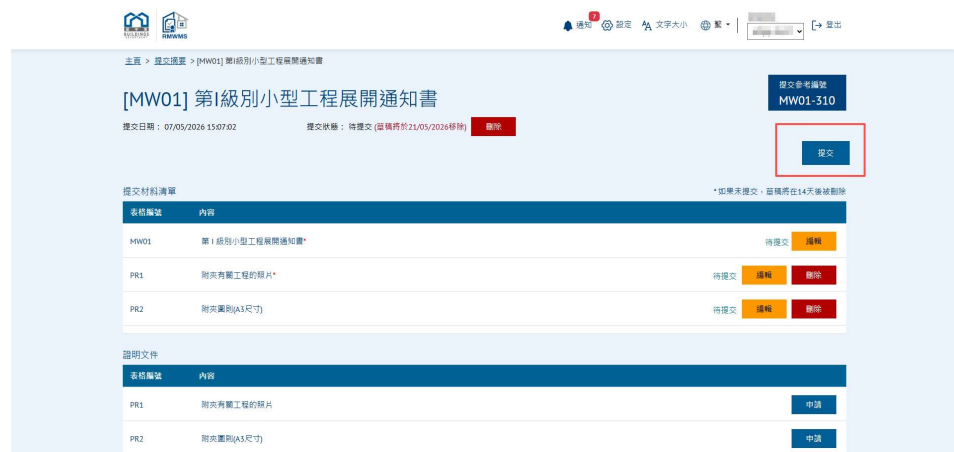 BUILDINGS
RMWMS
通知 7 設定 文字大小 繁 登出
主頁 > 提交摘要 > [MW01] 第I級別小型工程展開通知書
[MW01] 第I級別小型工程展開通知書
提交參考編號
MW01-310
提交日期： 07/05/2026 15:07:02 提交狀態： 待提交 (草稿將於21/05/2026移除) 刪除
提交
提交材料清單 *如果未提交，草稿將在14天後被刪除
表格編號 內容
MW01 第 I 級別小型工程展開通知書* 待提交 編輯
PR1 附夾有關工程的照片* 待提交 編輯 刪除
PR2 附夾圖則(A3尺寸) 待提交 編輯 刪除
證明文件
表格編號 內容
PR1 附夾有關工程的照片 申請
PR2 附夾圖則(A3尺寸) 申請